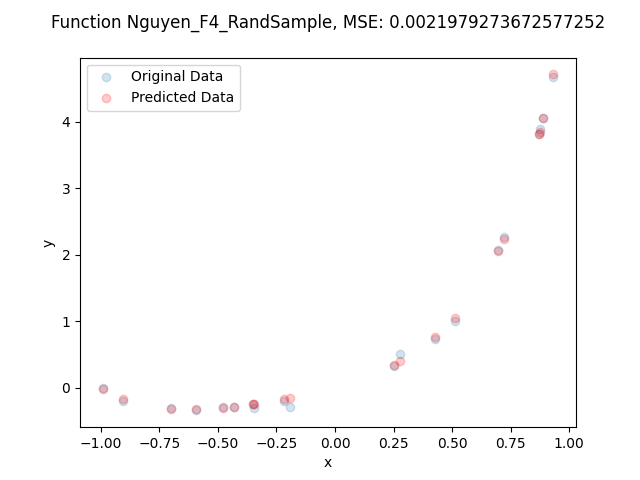 Function Nguyen_F4_RandSample, MSE: 0.0021979273672577252
Original Data
Predicted Data
4
3
2
1
0
y
−1.00 −0.75 −0.50 −0.25 0.00 0.25 0.50 0.75 1.00
x